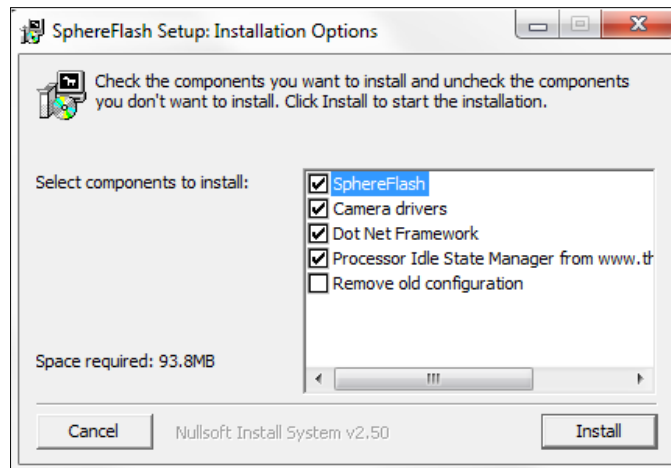 SphereFlash Setup: Installation Options
Check the components you want to install and uncheck the components
you don't want to install. Click Install to start the installation.
Select components to install:
SphereFlash
Camera drivers
Dot Net Framework
Processor Idle State Manager from www.th
Remove old configuration
Space required: 93.8MB
Cancel
Nullsoft Install System v2.50
Install